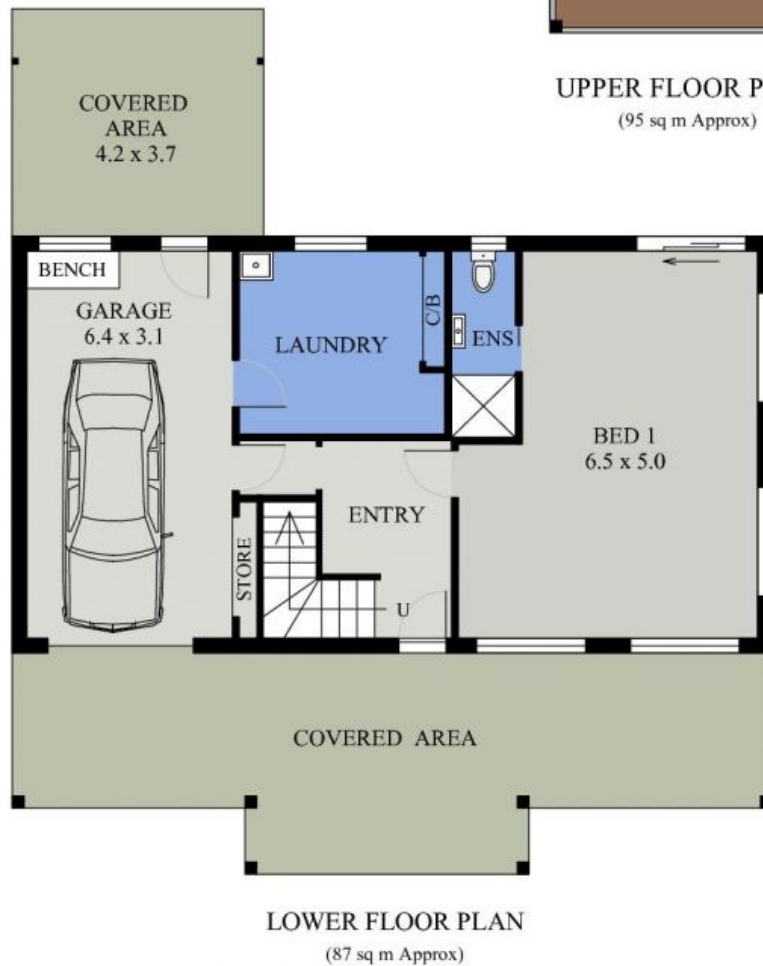 UPPER FLOOR P
(95 sq m Approx)
COVERED
AREA
4.2 x 3.7
BENCH
GARAGE
6.4 x 3.1
LAUNDRY
C/B
ENS
BED 1
6.5 x 5.0
ENTRY
STORE
U
COVERED AREA
LOWER FLOOR PLAN
(87 sq m Approx)